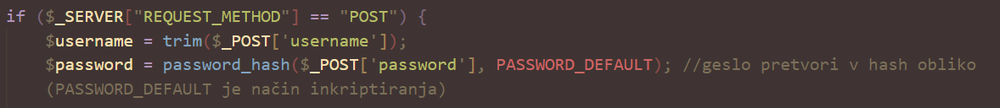 if ($_SERVER["REQUEST_METHOD"] == "POST") {
    $username = trim($_POST['username']);
    $password = password_hash($_POST['password'], PASSWORD_DEFAULT); //geslo pretvori v hash obliko
    (PASSWORD_DEFAULT je način inkriptiranja)